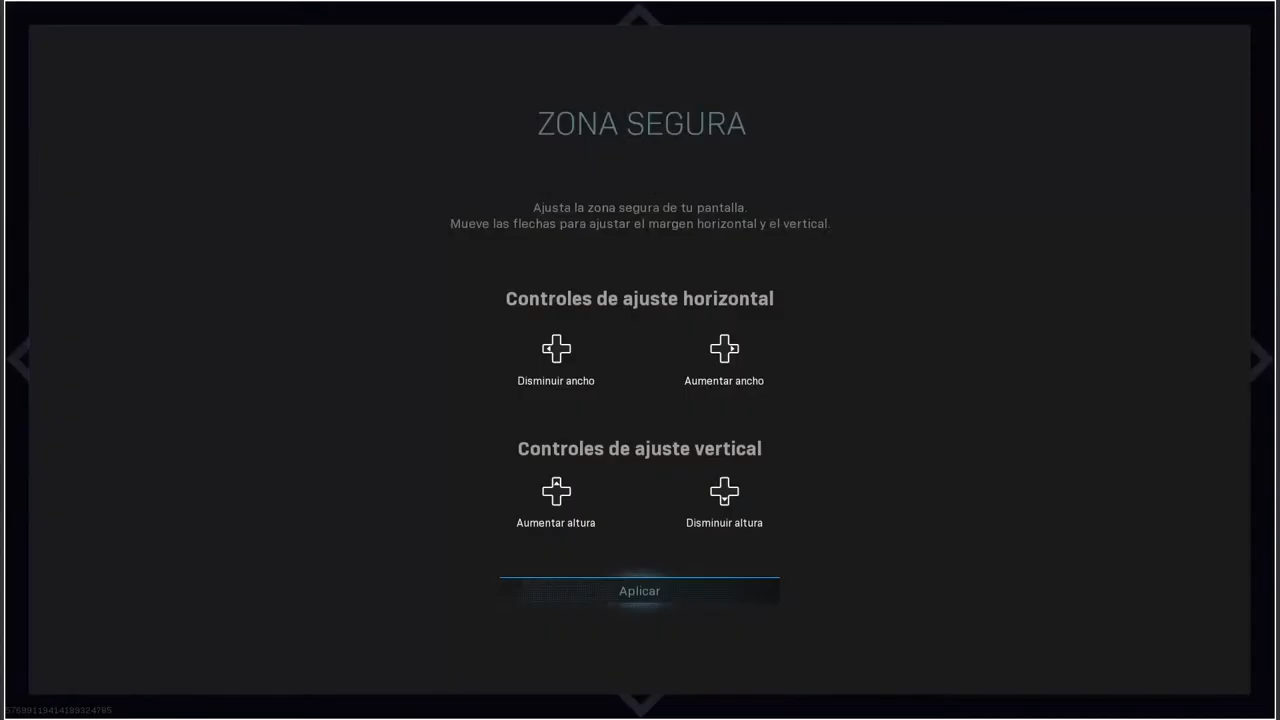 ZONA SEGURA
Ajusta la zona segura de tu pantalla.
Mueve las flechas para ajustar el margen horizontal y el vertical.
Controles de ajuste horizontal
Disminuir ancho
Aumentar ancho
Controles de ajuste vertical
Aumentar altura
Disminuir altura
Aplicar